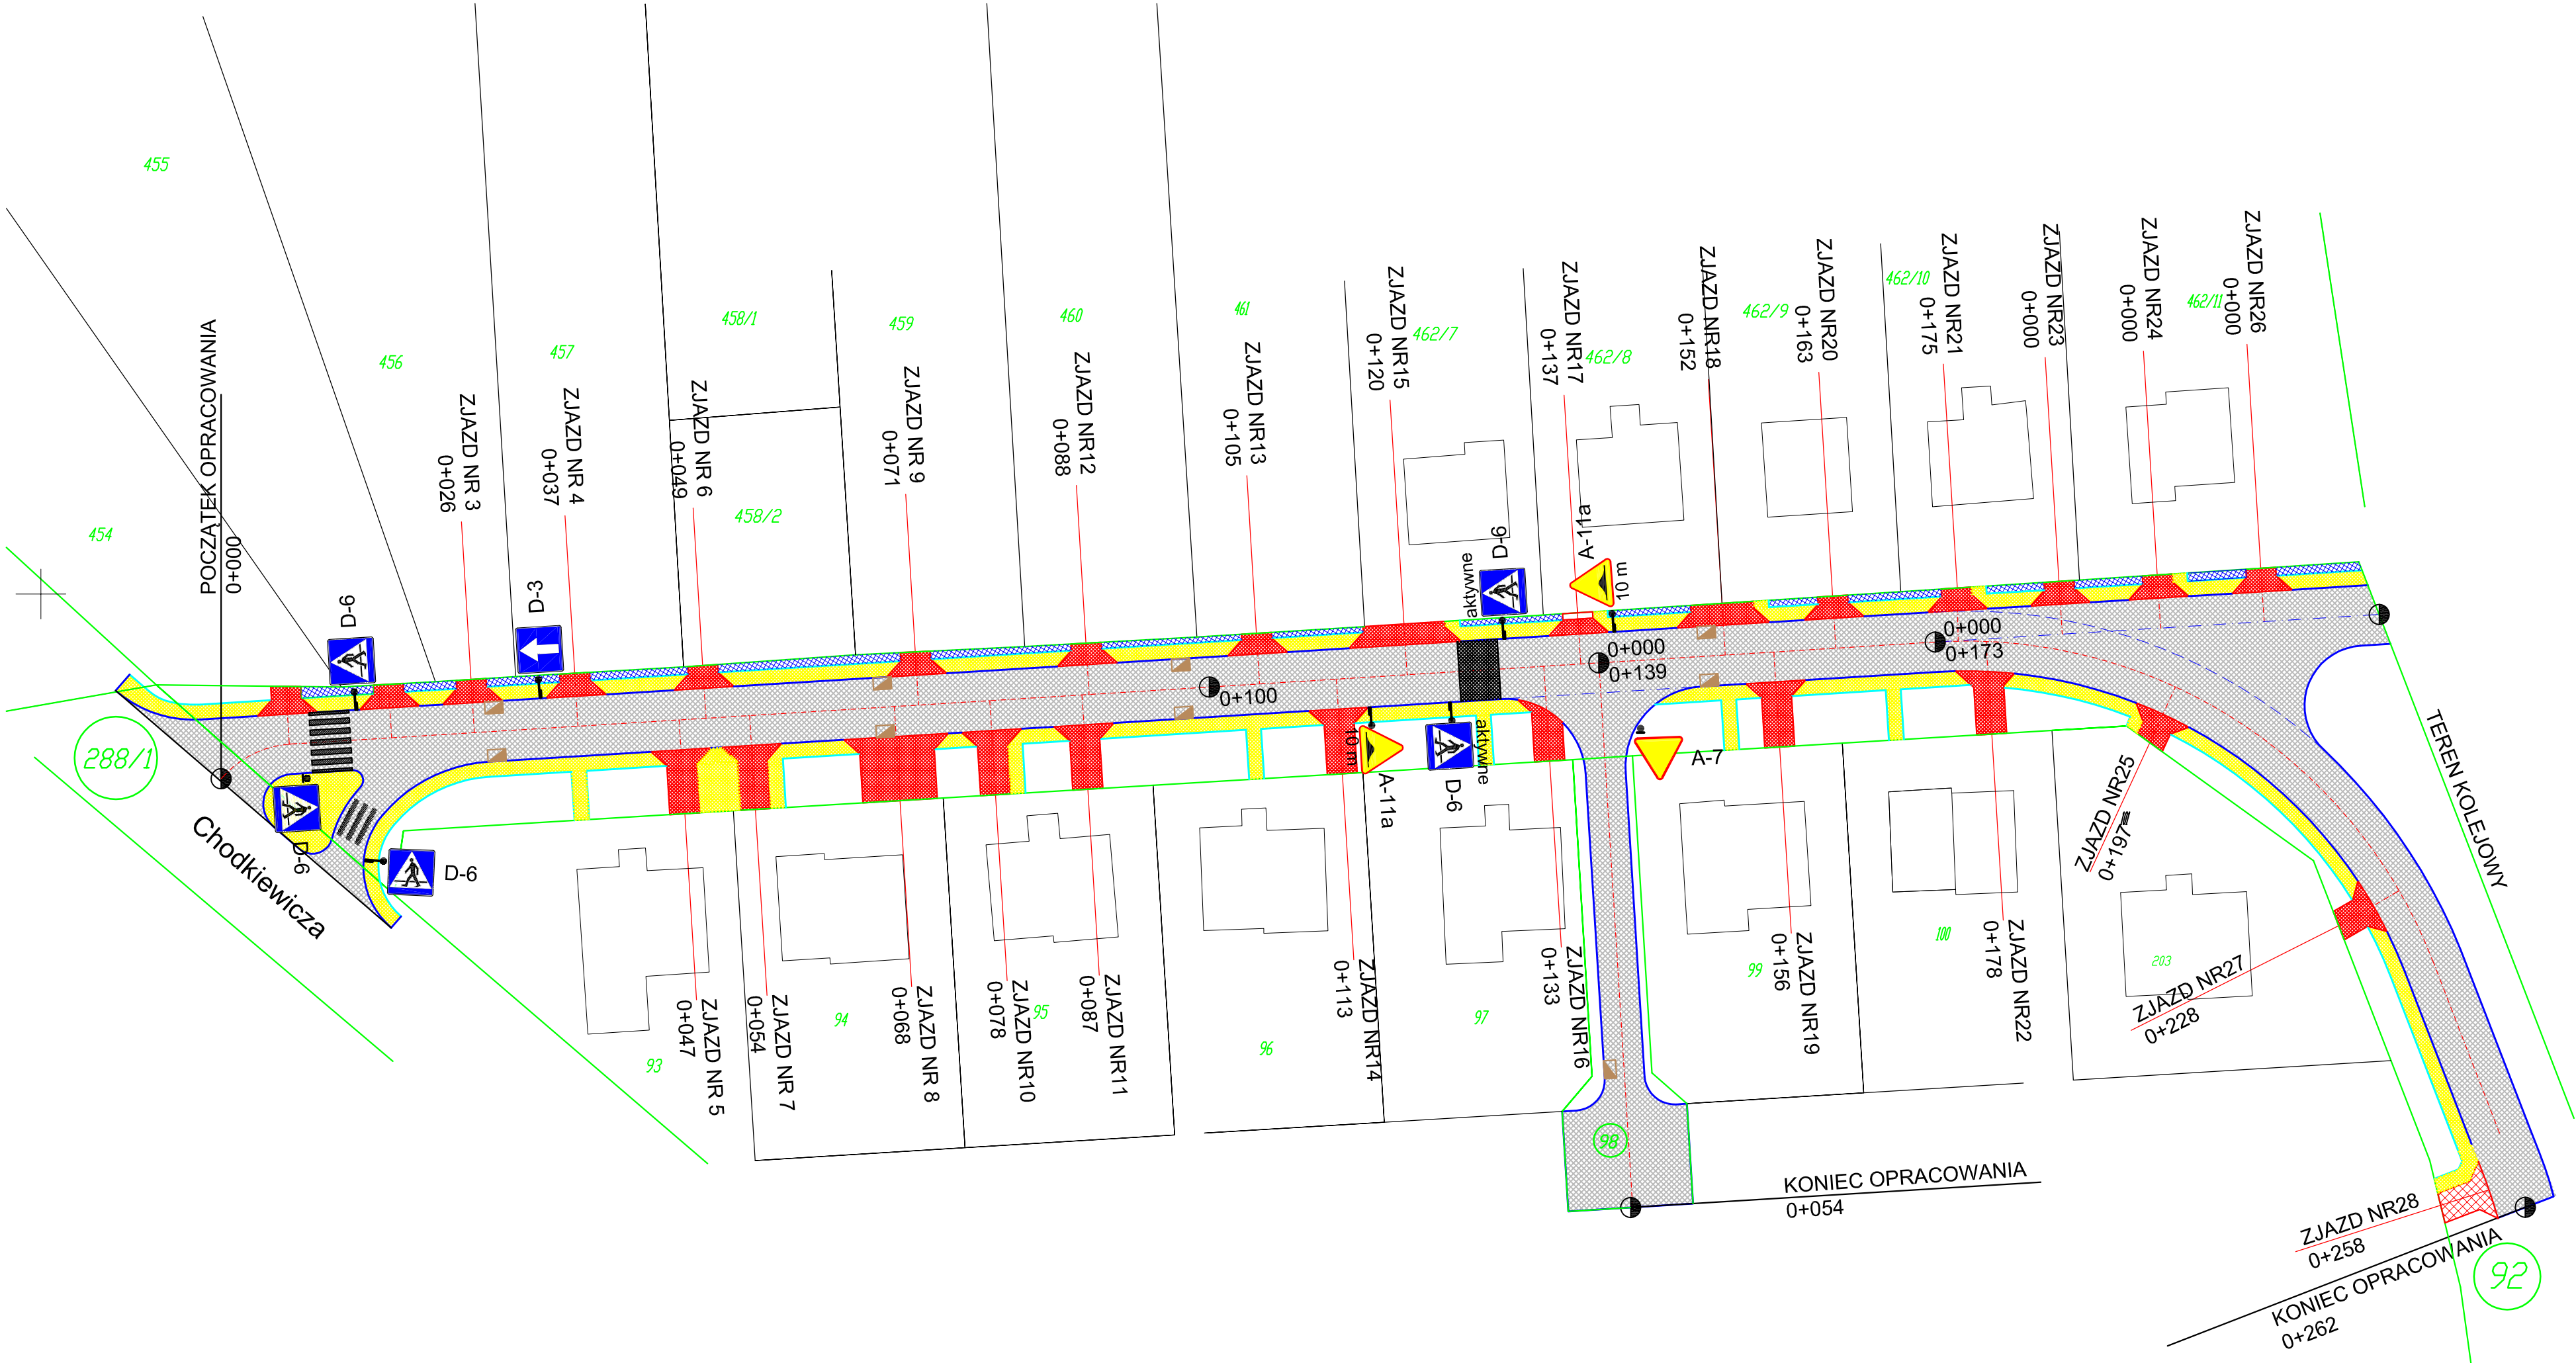 455
454
456
457
458/1
458/2
459
460
461
462/7
462/8
462/9
462/10
462/11
POCZĄTEK OPRACOWANIA
0+000
ZJAZD NR 3
0+026
ZJAZD NR 4
0+037
ZJAZD NR 6
0+049
ZJAZD NR 9
0+071
ZJAZD NR12
0+088
ZJAZD NR13
0+105
ZJAZD NR15
0+120
ZJAZD NR17
0+137
ZJAZD NR18
0+152
ZJAZD NR20
0+163
ZJAZD NR21
0+175
ZJAZD NR23
0+000
ZJAZD NR24
0+000
ZJAZD NR26
0+000
D-6
D-3
aktywne
D-6
A-11a
10 m
0+100
0+000
0+139
0+000
0+173
288/1
Chodkiewicza
D-6
D-6
10 m
A-11a
D-6
aktywne
A-7
TEREN KOLEJOWY
ZJAZD NR 5
0+047
ZJAZD NR 7
0+054
ZJAZD NR 8
0+068
ZJAZD NR10
0+078
ZJAZD NR11
0+087
ZJAZD NR14
0+113
ZJAZD NR16
0+133
ZJAZD NR19
0+156
ZJAZD NR22
0+178
ZJAZD NR25
0+197
ZJAZD NR27
0+228
ZJAZD NR28
0+258
93
94
95
96
97
98
99
100
203
KONIEC OPRACOWANIA
0+054
KONIEC OPRACOWANIA
0+262
92